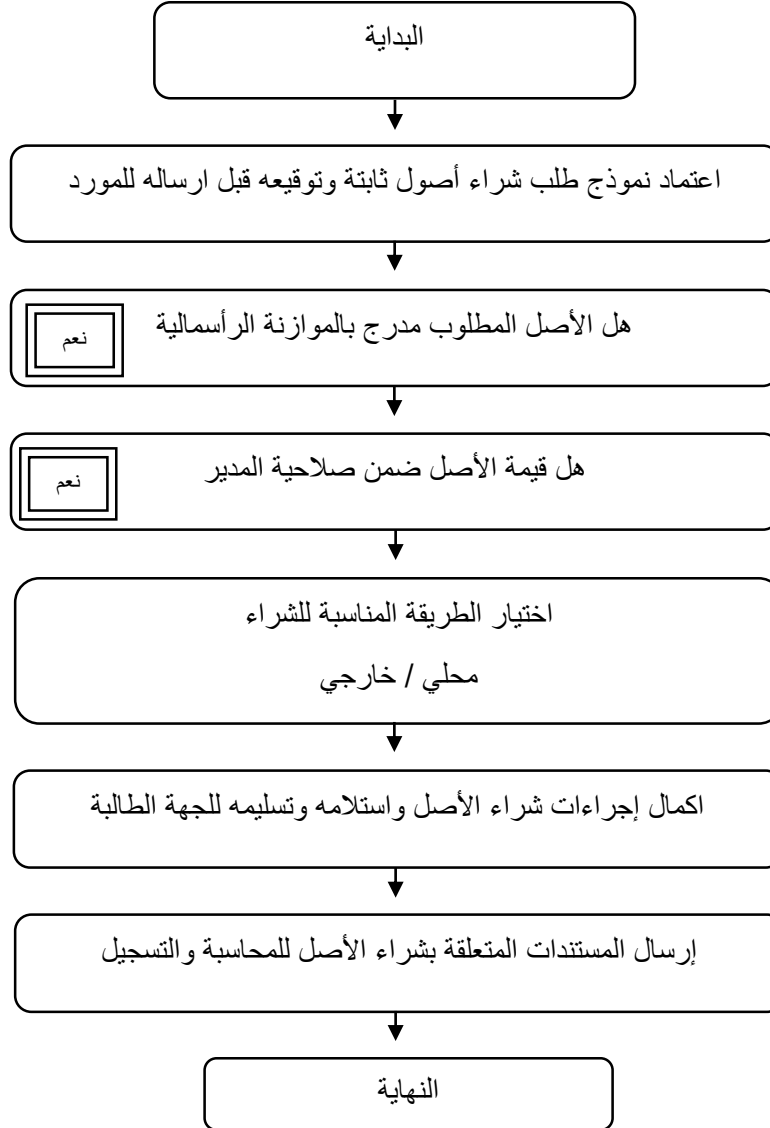 البداية
اعتماد نموذج طلب شراء أصول ثابتة وتوقيعه قبل ارساله للمورد
هل الأصل المطلوب مدرج بالموازنة الرأسمالية
نعم
هل قيمة الأصل ضمن صلاحية المدير
نعم
اختيار الطريقة المناسبة للشراء
محلي / خارجي
اكمال إجراءات شراء الأصل واستلامه وتسليمه للجهة الطالبة
إرسال المستندات المتعلقة بشراء الأصل للمحاسبة والتسجيل
النهاية